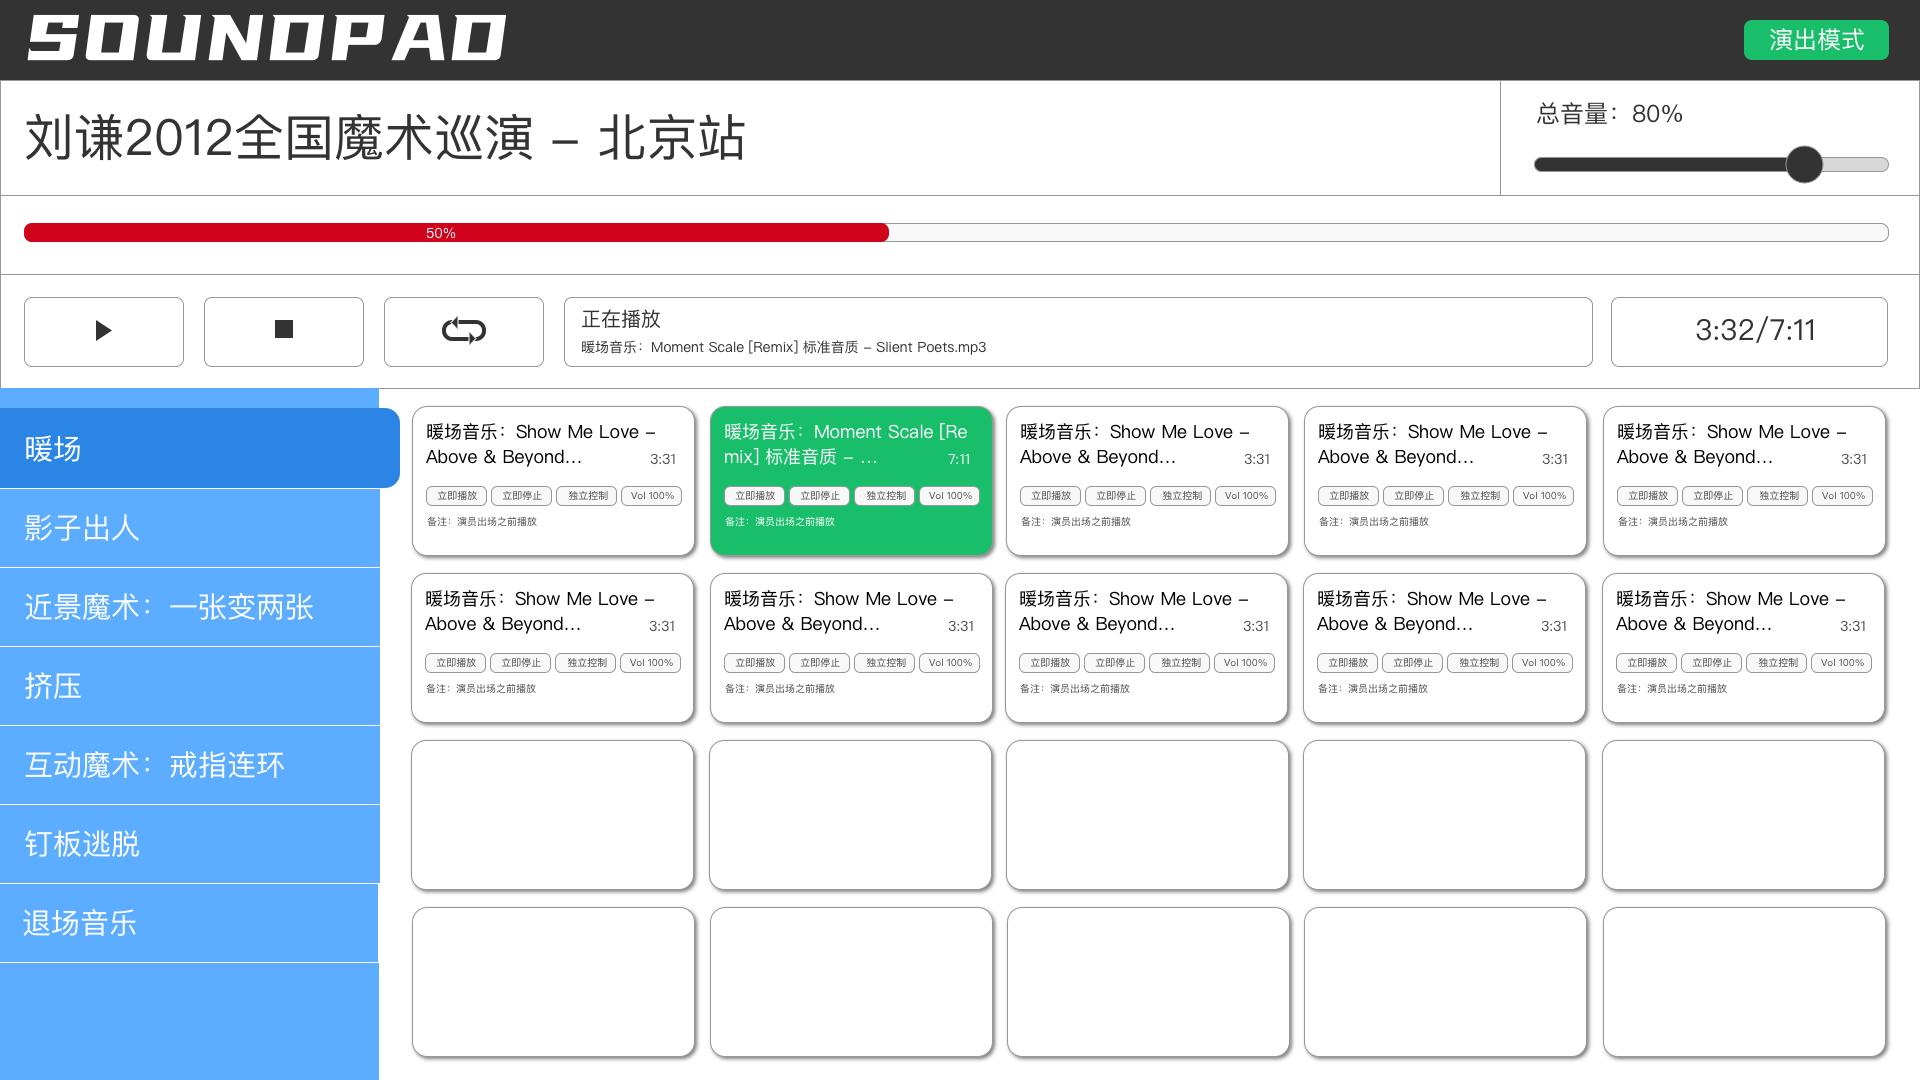 SOUNDPAD
演出模式
刘谦2012全国魔术巡演 – 北京站
总音量：80%
50%
正在播放
暖场音乐：Moment Scale [Remix] 标准音质 – Slient Poets.mp3
3:32/7:11
暖场
影子出人
近景魔术：一张变两张
挤压
互动魔术：戒指连环
钉板逃脱
退场音乐
暖场音乐：Show Me Love –
Above & Beyond... 3:31
立即播放 立即停止 独立控制 Vol 100%
备注：演员出场之前播放
暖场音乐：Moment Scale [Re
mix] 标准音质 – ... 7:11
立即播放 立即停止 独立控制 Vol 100%
备注：演员出场之前播放
暖场音乐：Show Me Love –
Above & Beyond... 3:31
立即播放 立即停止 独立控制 Vol 100%
备注：演员出场之前播放
暖场音乐：Show Me Love –
Above & Beyond... 3:31
立即播放 立即停止 独立控制 Vol 100%
备注：演员出场之前播放
暖场音乐：Show Me Love –
Above & Beyond... 3:31
立即播放 立即停止 独立控制 Vol 100%
备注：演员出场之前播放
暖场音乐：Show Me Love –
Above & Beyond... 3:31
立即播放 立即停止 独立控制 Vol 100%
备注：演员出场之前播放
暖场音乐：Show Me Love –
Above & Beyond... 3:31
立即播放 立即停止 独立控制 Vol 100%
备注：演员出场之前播放
暖场音乐：Show Me Love –
Above & Beyond... 3:31
立即播放 立即停止 独立控制 Vol 100%
备注：演员出场之前播放
暖场音乐：Show Me Love –
Above & Beyond... 3:31
立即播放 立即停止 独立控制 Vol 100%
备注：演员出场之前播放
暖场音乐：Show Me Love –
Above & Beyond... 3:31
立即播放 立即停止 独立控制 Vol 100%
备注：演员出场之前播放